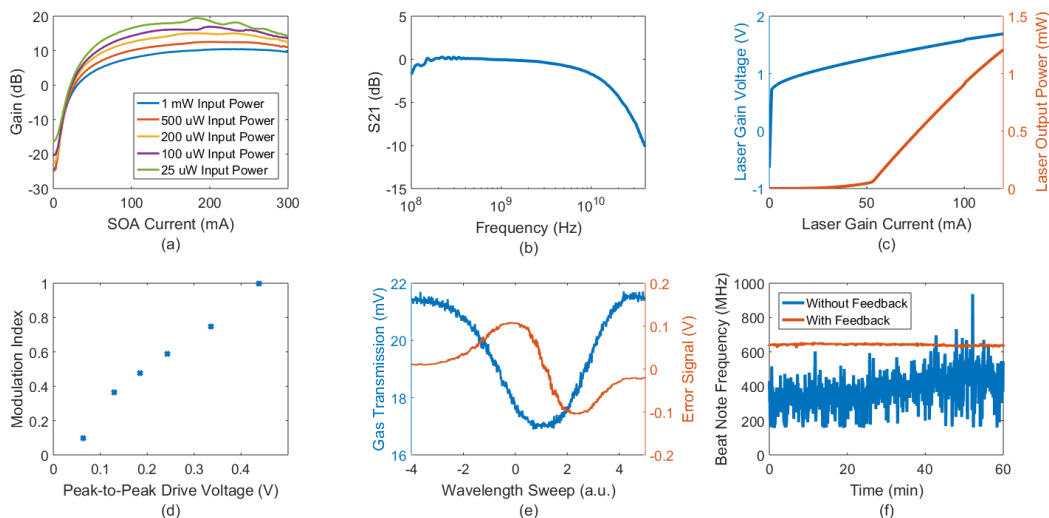 20
10
0
-10
-20
-30
Gain (dB)
1 mW Input Power
500 uW Input Power
200 uW Input Power
100 uW Input Power
25 uW Input Power
0 100 200 300
SOA Current (mA)
(a)
5
0
-5
-10
-15
S21 (dB)
10^8 10^9 10^10
Frequency (Hz)
(b)
2
1
0
-1
Laser Gain Voltage (V)
1.5
1
0.5
0
Laser Output Power (mW)
0 50 100
Laser Gain Current (mA)
(c)
1
0.8
0.6
0.4
0.2
0
Modulation Index
0 0.1 0.2 0.3 0.4
Peak-to-Peak Drive Voltage (V)
(d)
22
20
18
16
Gas Transmission (mV)
0.2
0.1
0
-0.1
-0.2
Error Signal (V)
-4 -2 0 2 4
Wavelength Sweep (a.u.)
(e)
1000
800
600
400
200
0
Beat Note Frequency (MHz)
Without Feedback
With Feedback
0 20 40 60
Time (min)
(f)